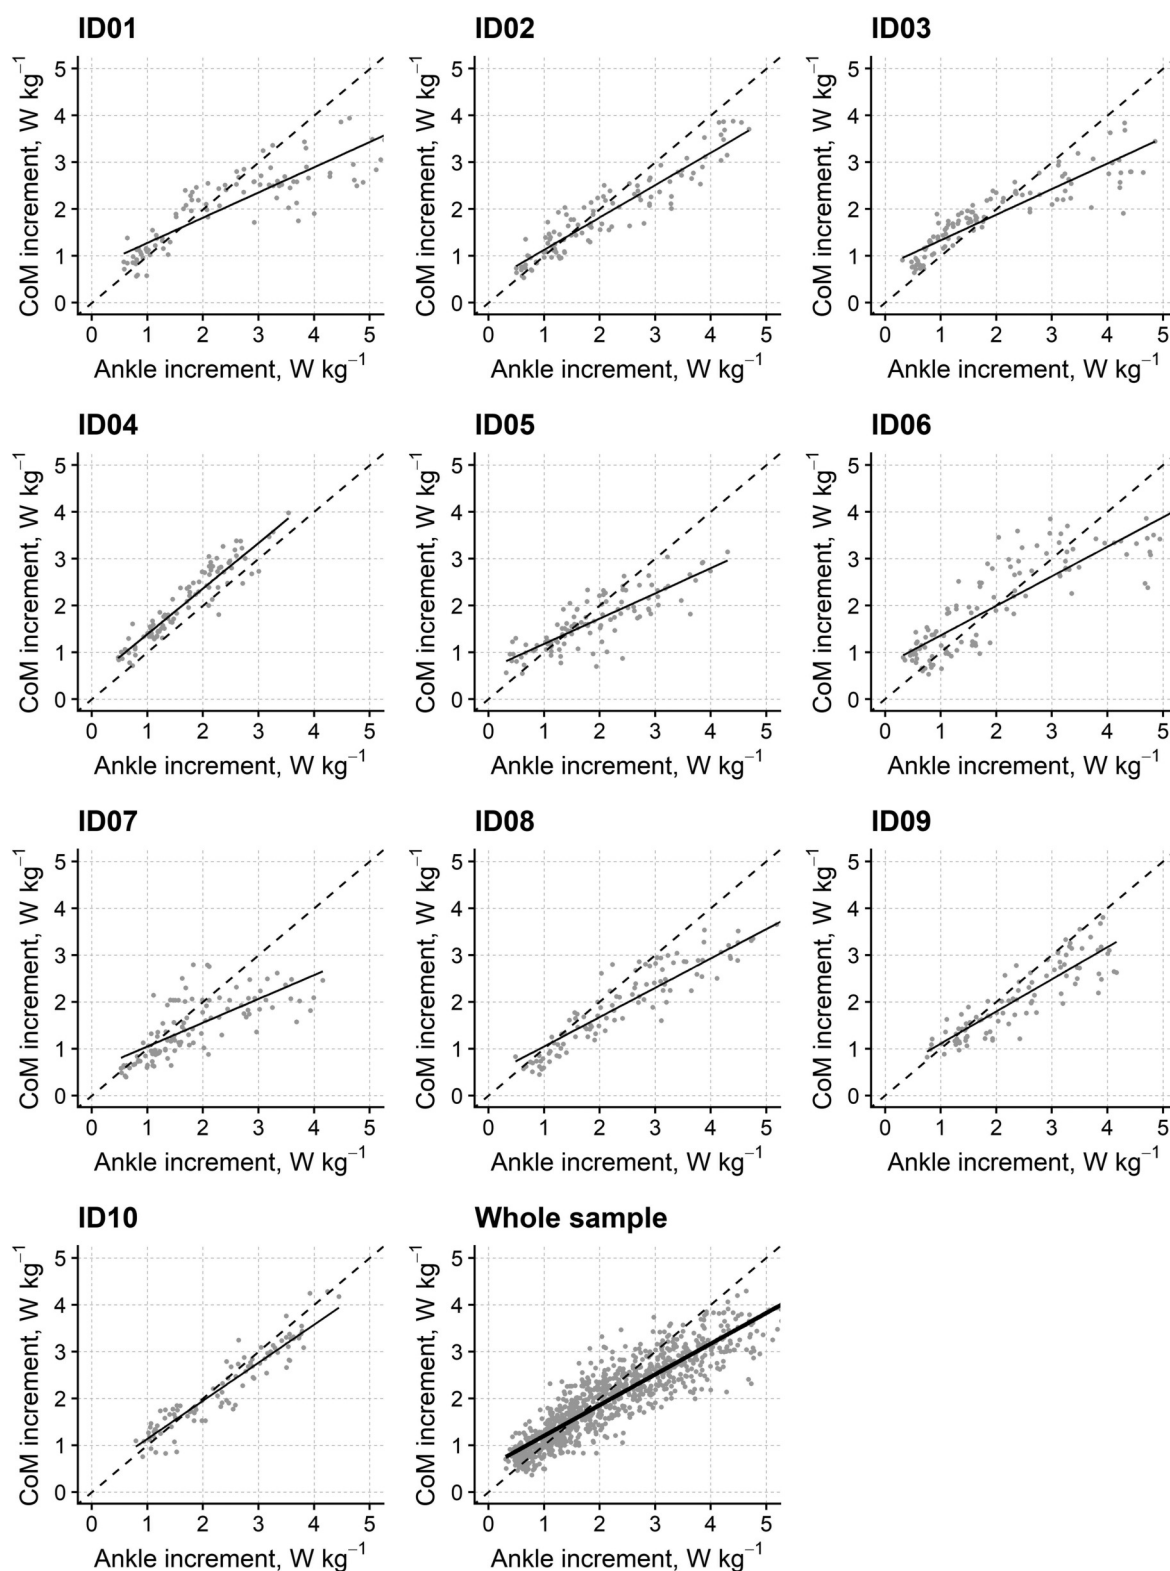 ID01 ID02 ID03
CoM increment, W kg⁻¹ CoM increment, W kg⁻¹ CoM increment, W kg⁻¹
5 5 5
4 4 4
3 3 3
2 2 2
1 1 1
0 0 0
0 1 2 3 4 5 0 1 2 3 4 5 0 1 2 3 4 5
Ankle increment, W kg⁻¹ Ankle increment, W kg⁻¹ Ankle increment, W kg⁻¹
ID04 ID05 ID06
CoM increment, W kg⁻¹ CoM increment, W kg⁻¹ CoM increment, W kg⁻¹
5 5 5
4 4 4
3 3 3
2 2 2
1 1 1
0 0 0
0 1 2 3 4 5 0 1 2 3 4 5 0 1 2 3 4 5
Ankle increment, W kg⁻¹ Ankle increment, W kg⁻¹ Ankle increment, W kg⁻¹
ID07 ID08 ID09
CoM increment, W kg⁻¹ CoM increment, W kg⁻¹ CoM increment, W kg⁻¹
5 5 5
4 4 4
3 3 3
2 2 2
1 1 1
0 0 0
0 1 2 3 4 5 0 1 2 3 4 5 0 1 2 3 4 5
Ankle increment, W kg⁻¹ Ankle increment, W kg⁻¹ Ankle increment, W kg⁻¹
ID10 Whole sample
CoM increment, W kg⁻¹ CoM increment, W kg⁻¹
5 5
4 4
3 3
2 2
1 1
0 0
0 1 2 3 4 5 0 1 2 3 4 5
Ankle increment, W kg⁻¹ Ankle increment, W kg⁻¹